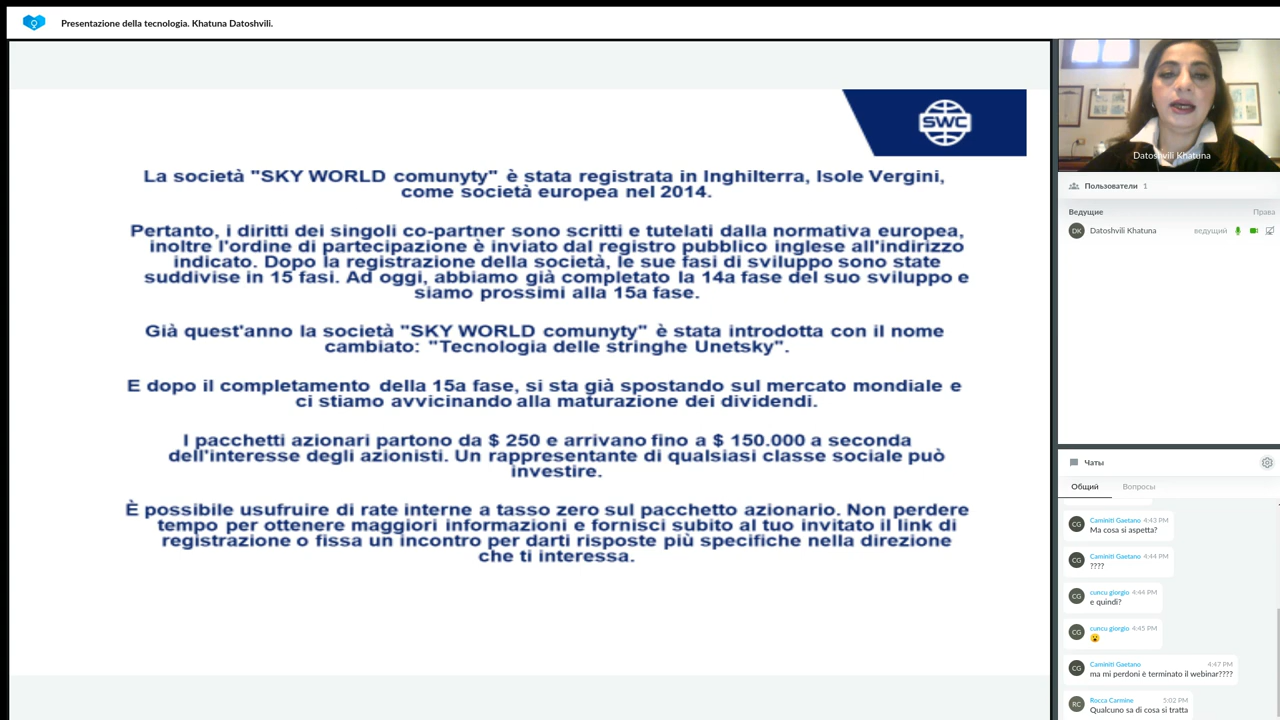 Presentazione della tecnologia. Khatuna Datoshvili.
SWC
La società "SKY WORLD comunyty" è stata registrata in Inghilterra, Isole Vergini,
come società europea nel 2014.
Pertanto, i diritti dei singoli co-partner sono scritti e tutelati dalla normativa europea,
inoltre l'ordine di partecipazione è inviato dal registro pubblico inglese all'indirizzo
indicato. Dopo la registrazione della società, le sue fasi di sviluppo sono state
suddivise in 15 fasi. Ad oggi, abbiamo già completato la 14a fase del suo sviluppo e
siamo prossimi alla 15a fase.
Già quest'anno la società "SKY WORLD comunyty" è stata introdotta con il nome
cambiato: "Tecnologia delle stringhe Unetsky".
E dopo il completamento della 15a fase, si sta già spostando sul mercato mondiale e
ci stiamo avvicinando alla maturazione dei dividendi.
I pacchetti azionari partono da $ 250 e arrivano fino a $ 150.000 a seconda
dell'interesse degli azionisti. Un rappresentante di qualsiasi classe sociale può
investire.
È possibile usufruire di rate interne a tasso zero sul pacchetto azionario. Non perdere
tempo per ottenere maggiori informazioni e fornisci subito al tuo invitato il link di
registrazione o fissa un incontro per darti risposte più specifiche nella direzione
che ti interessa.
Datoshvili Khatuna
Пользователи 1
Ведущие Права
DK Datoshvili Khatuna ведущий
Чаты
Общий Вопросы
CG Caminiti Gaetano 4:43 PM
Ma cosa si aspetta?
CG Caminiti Gaetano 4:44 PM
????
CG cuncu giorgio 4:44 PM
e quindi?
CG cuncu giorgio 4:45 PM
😮
CG Caminiti Gaetano 4:47 PM
ma mi perdoni è terminato il webinar????
RC Rocca Carmine 5:02 PM
Qualcuno sa di cosa si tratta